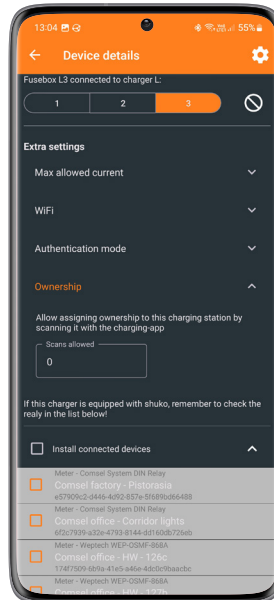 13:04
55%
Device details
Fusebox L3 connected to charger L:
1 2 3
Extra settings
Max allowed current
WiFi
Authentication mode
Ownership
Allow assigning ownership to this charging station by
scanning it with the charging-app
Scans allowed
0
If this charger is equipped with shuko, remember to check the
realy in the list below!
Install connected devices
Meter - Comsel System DIN Relay
Comsel factory - Pistorasia
e57909c2-d446-4d92-857e-5f689bd66488
Meter - Comsel System DIN Relay
Comsel office - Corridor lights
6f2c7939-a32e-4793-8144-dd160db726eb
Meter - Weptech WEP-OSMF-868A
Comsel office - HW - 126c
174f75D9-6b9a-41e5-a46e-4dc0c9baacbc
Meter - Weptech WEP-OSMF-868A
Comsel office - HW - 127b